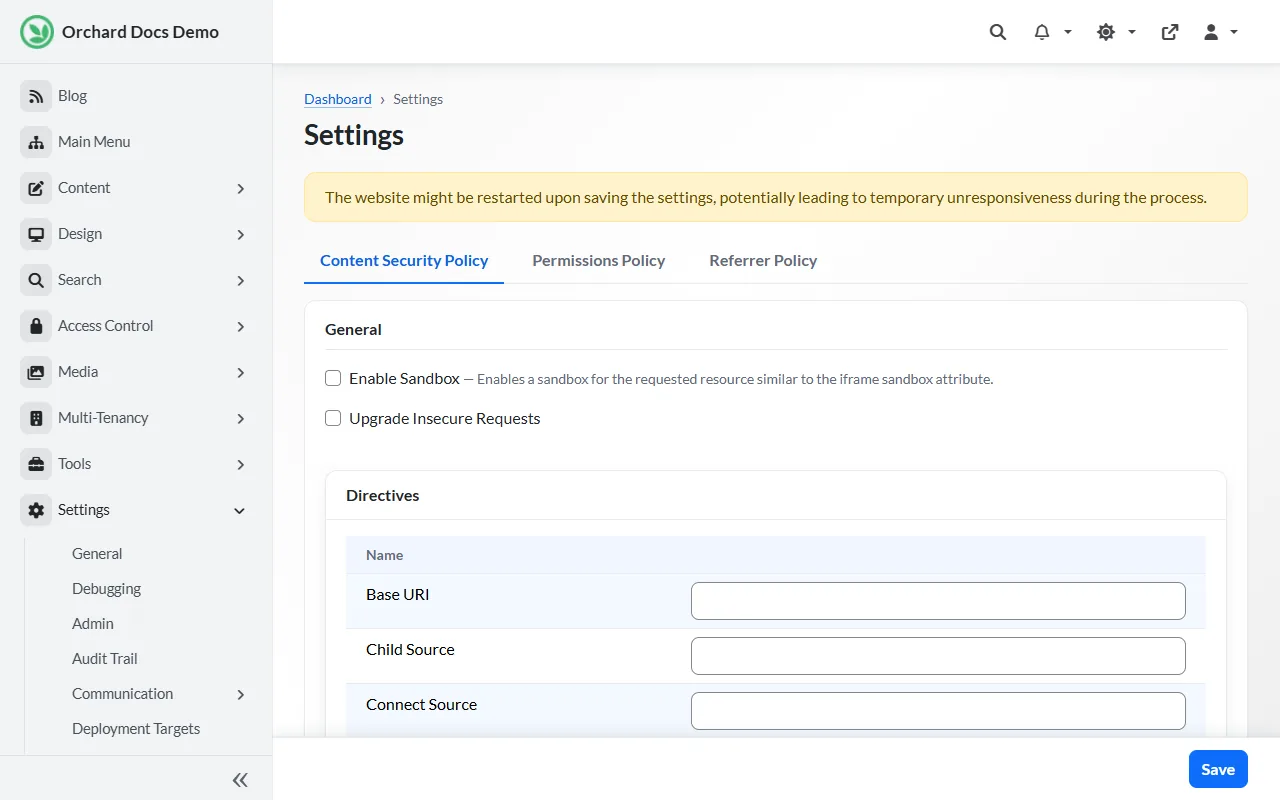 Orchard Docs Demo
Blog
Main Menu
Content
Design
Search
Access Control
Media
Multi-Tenancy
Tools
Settings
General
Debugging
Admin
Audit Trail
Communication
Deployment Targets
Dashboard › Settings
Settings
The website might be restarted upon saving the settings, potentially leading to temporary unresponsiveness during the process.
Content Security Policy Permissions Policy Referrer Policy
General
Enable Sandbox — Enables a sandbox for the requested resource similar to the iframe sandbox attribute.
Upgrade Insecure Requests
Directives
Name
Base URI
Child Source
Connect Source
Save